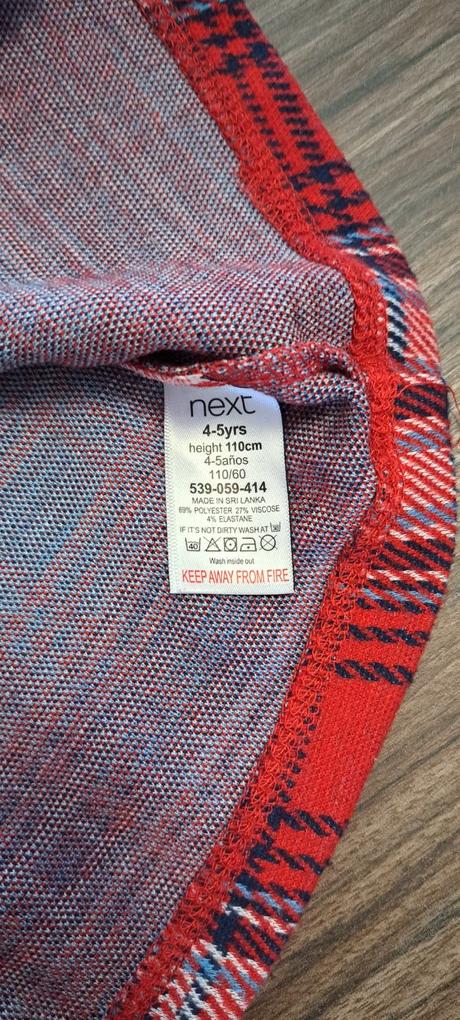 next
4-5yrs
height 110cm
4-5años
110/60
539-059-414
MADE IN SRI LANKA
69% POLYESTER 27% VISCOSE
4% ELASTANE
IF IT'S NOT DIRTY WASH AT
40
Wash inside out
KEEP AWAY FROM FIRE